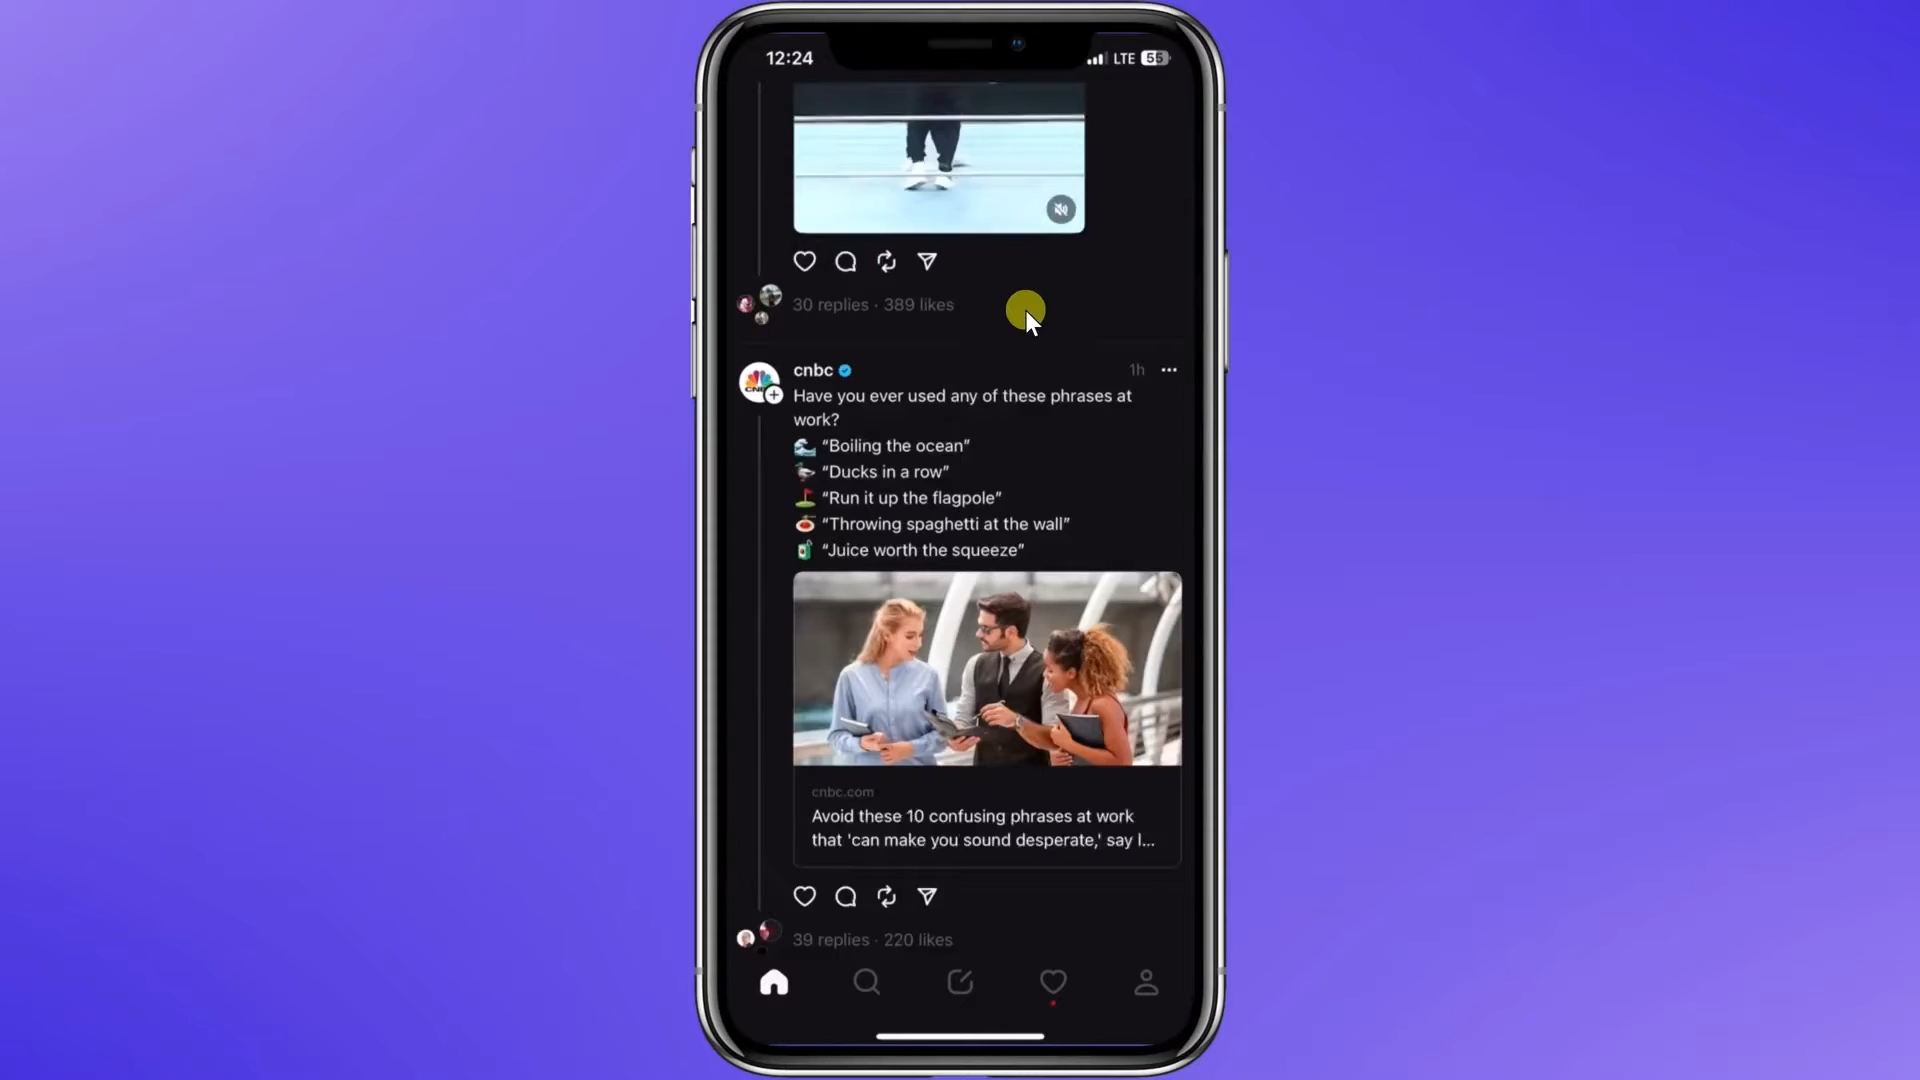 12:24
LTE 55
30 replies · 389 likes
cnbc
1h
Have you ever used any of these phrases at
work?
“Boiling the ocean”
“Ducks in a row”
“Run it up the flagpole”
“Throwing spaghetti at the wall”
“Juice worth the squeeze”
cnbc.com
Avoid these 10 confusing phrases at work
that 'can make you sound desperate,' say l...
39 replies · 220 likes